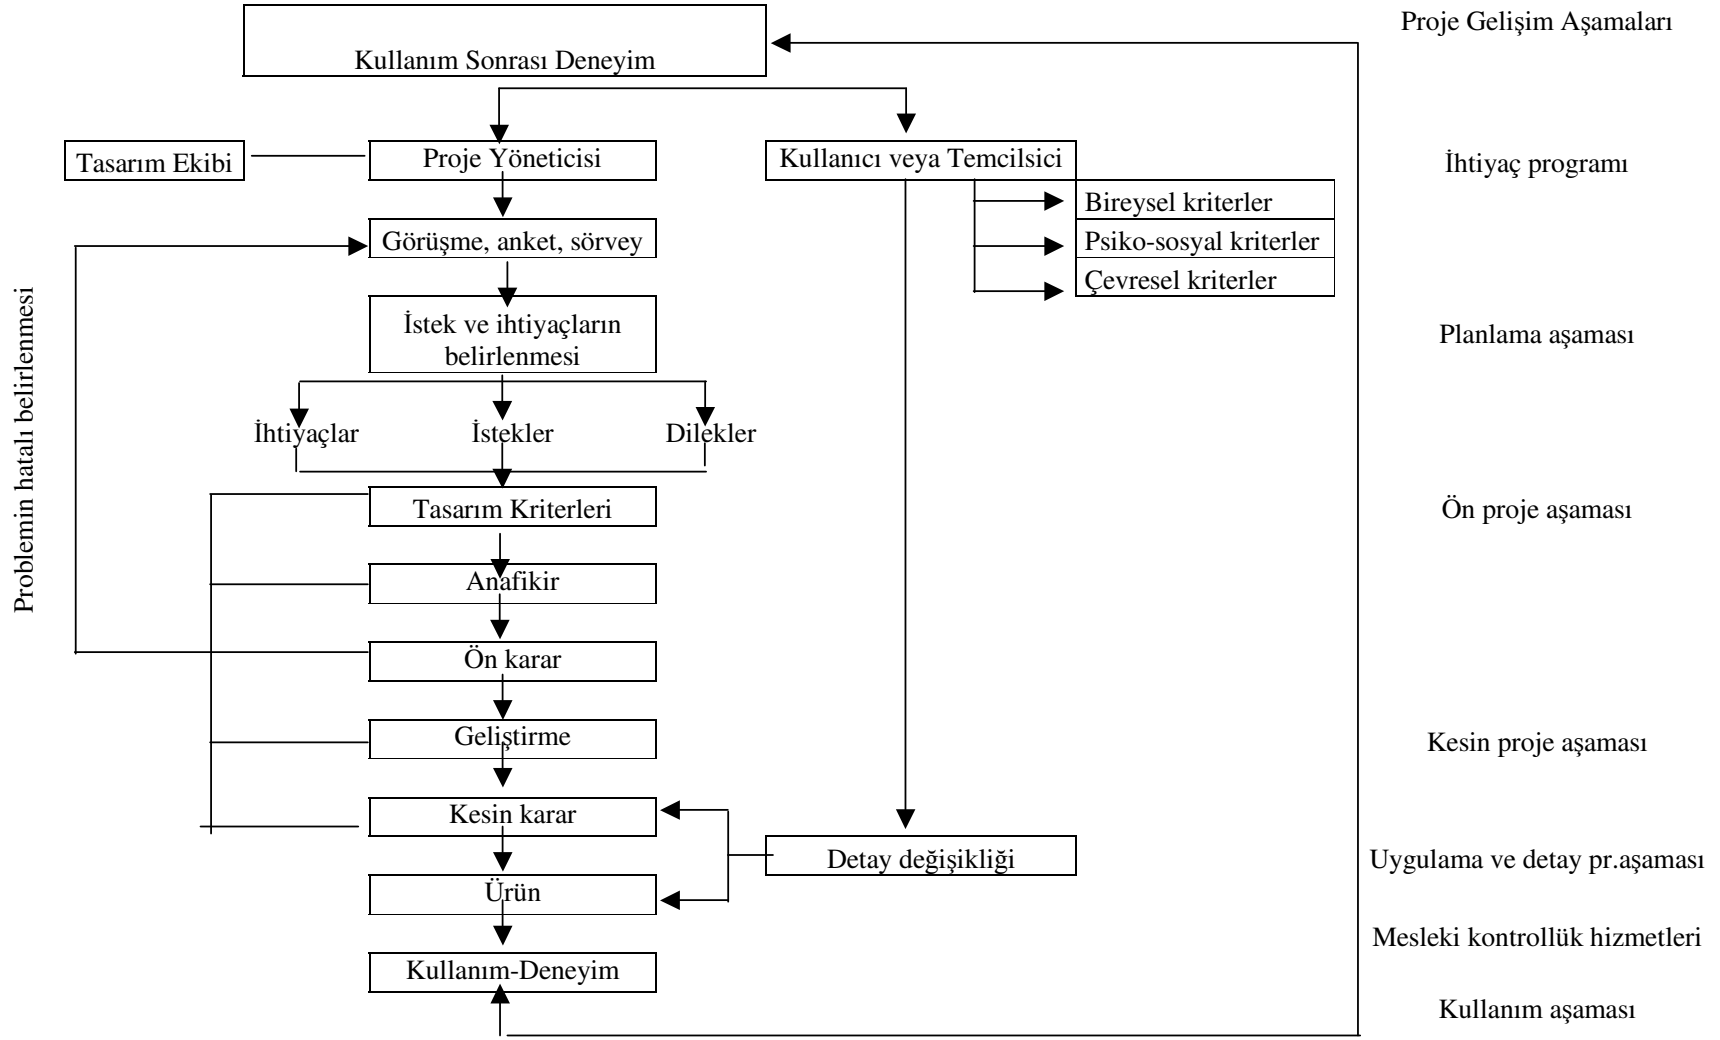 Proje Gelişim Aşamaları
Kullanım Sonrası Deneyim
Tasarım Ekibi
Proje Yöneticisi
Kullanıcı veya Temcilsici
İhtiyaç programı
Bireysel kriterler
Görüşme, anket, sörvey
Psiko-sosyal kriterler
Çevresel kriterler
İstek ve ihtiyaçların
belirlenmesi
Planlama aşaması
Problemin hatalı belirlenmesi
İhtiyaçlar
İstekler
Dilekler
Tasarım Kriterleri
Ön proje aşaması
Anafikir
Ön karar
Geliştirme
Kesin proje aşaması
Kesin karar
Detay değişikliği
Uygulama ve detay pr.aşaması
Ürün
Mesleki kontrollük hizmetleri
Kullanım-Deneyim
Kullanım aşaması